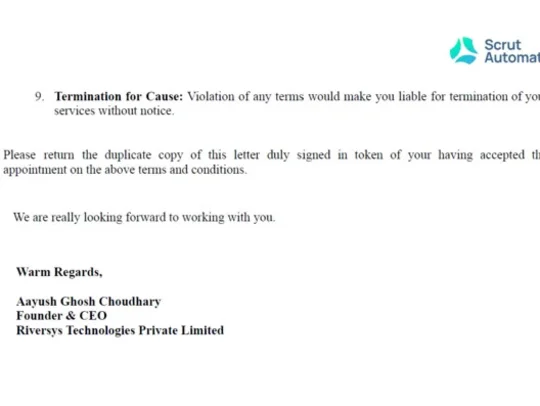 Scrut
Automat
9. Termination for Cause: Violation of any terms would make you liable for termination of you
services without notice.
Please return the duplicate copy of this letter duly signed in token of your having accepted th
appointment on the above terms and conditions.
We are really looking forward to working with you.
Warm Regards,
Aayush Ghosh Choudhary
Founder & CEO
Riversys Technologies Private Limited